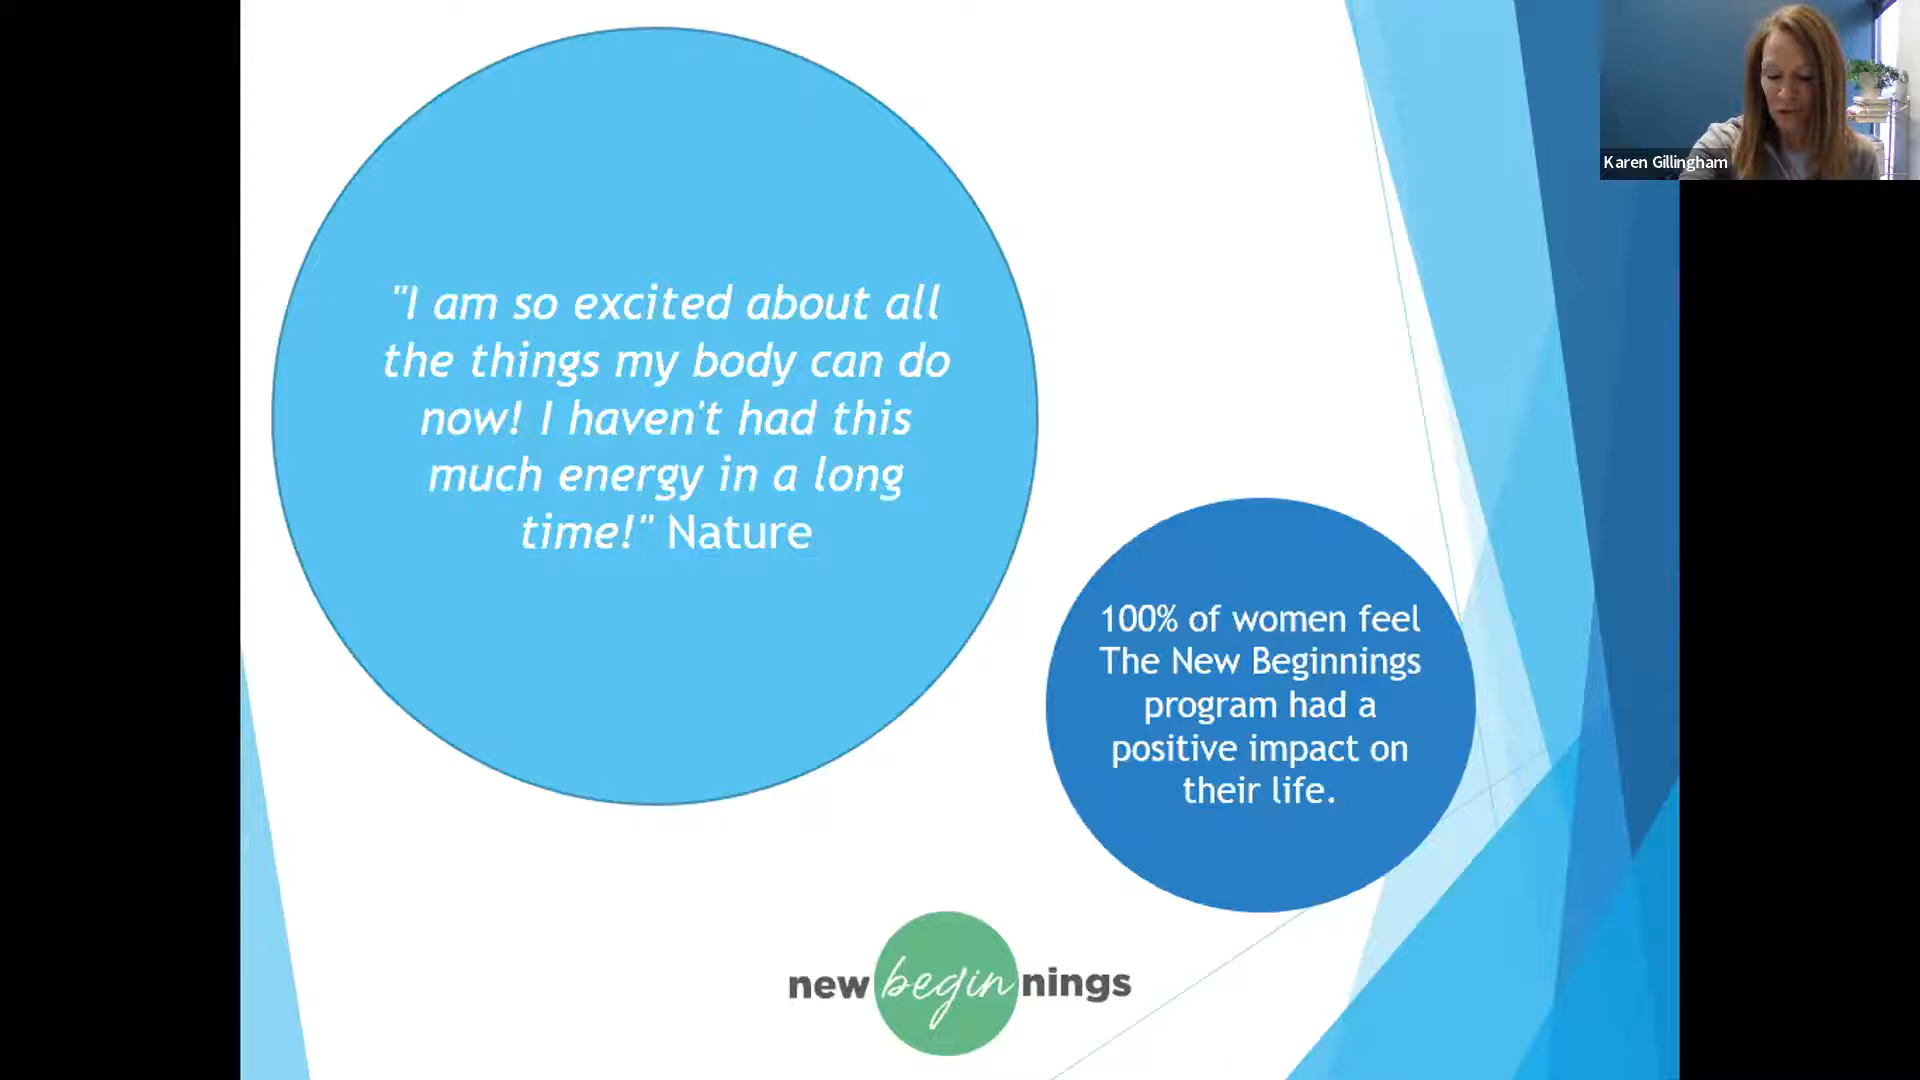 "I am so excited about all
the things my body can do
now! I haven't had this
much energy in a long
time!" Nature
100% of women feel
The New Beginnings
program had a
positive impact on
their life.
new beginnings
Karen Gillingham